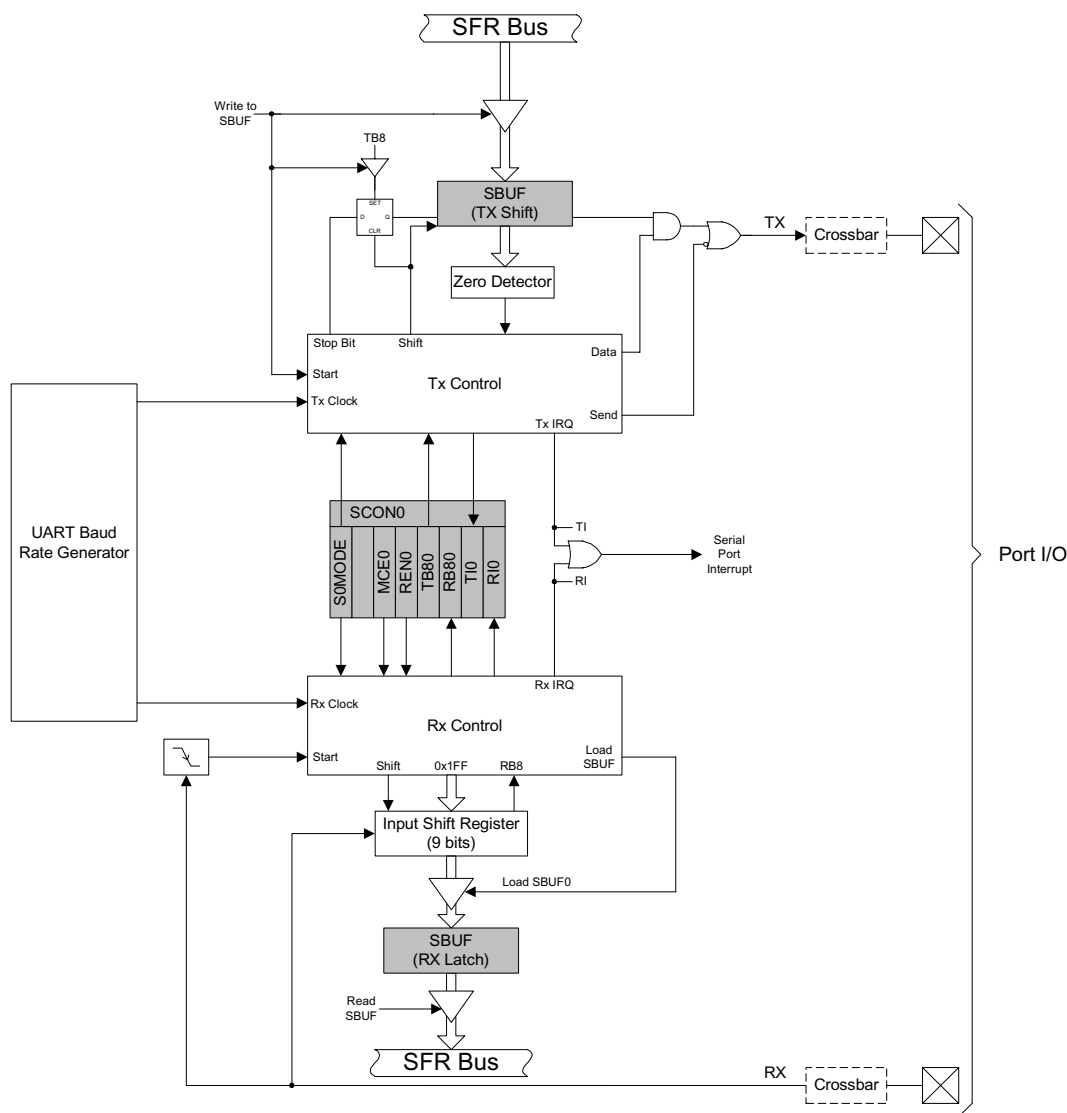 SFR Bus
Write to
SBUF
TB8
SET
D
Q
CLR
SBUF
(TX Shift)
TX
Crossbar
Zero Detector
Stop Bit
Shift
Data
Start
Tx Control
Tx Clock
Send
Tx IRQ
UART Baud
Rate Generator
SCON0
S0MODE
MCE0
REN0
TB80
RB80
TI0
RI0
TI
RI
Serial
Port
Interrupt
Port I/O
Rx IRQ
Rx Clock
Rx Control
Start
Load
SBUF
Shift
0x1FF
RB8
Input Shift Register
(9 bits)
Load SBUF0
SBUF
(RX Latch)
Read
SBUF
SFR Bus
RX
Crossbar